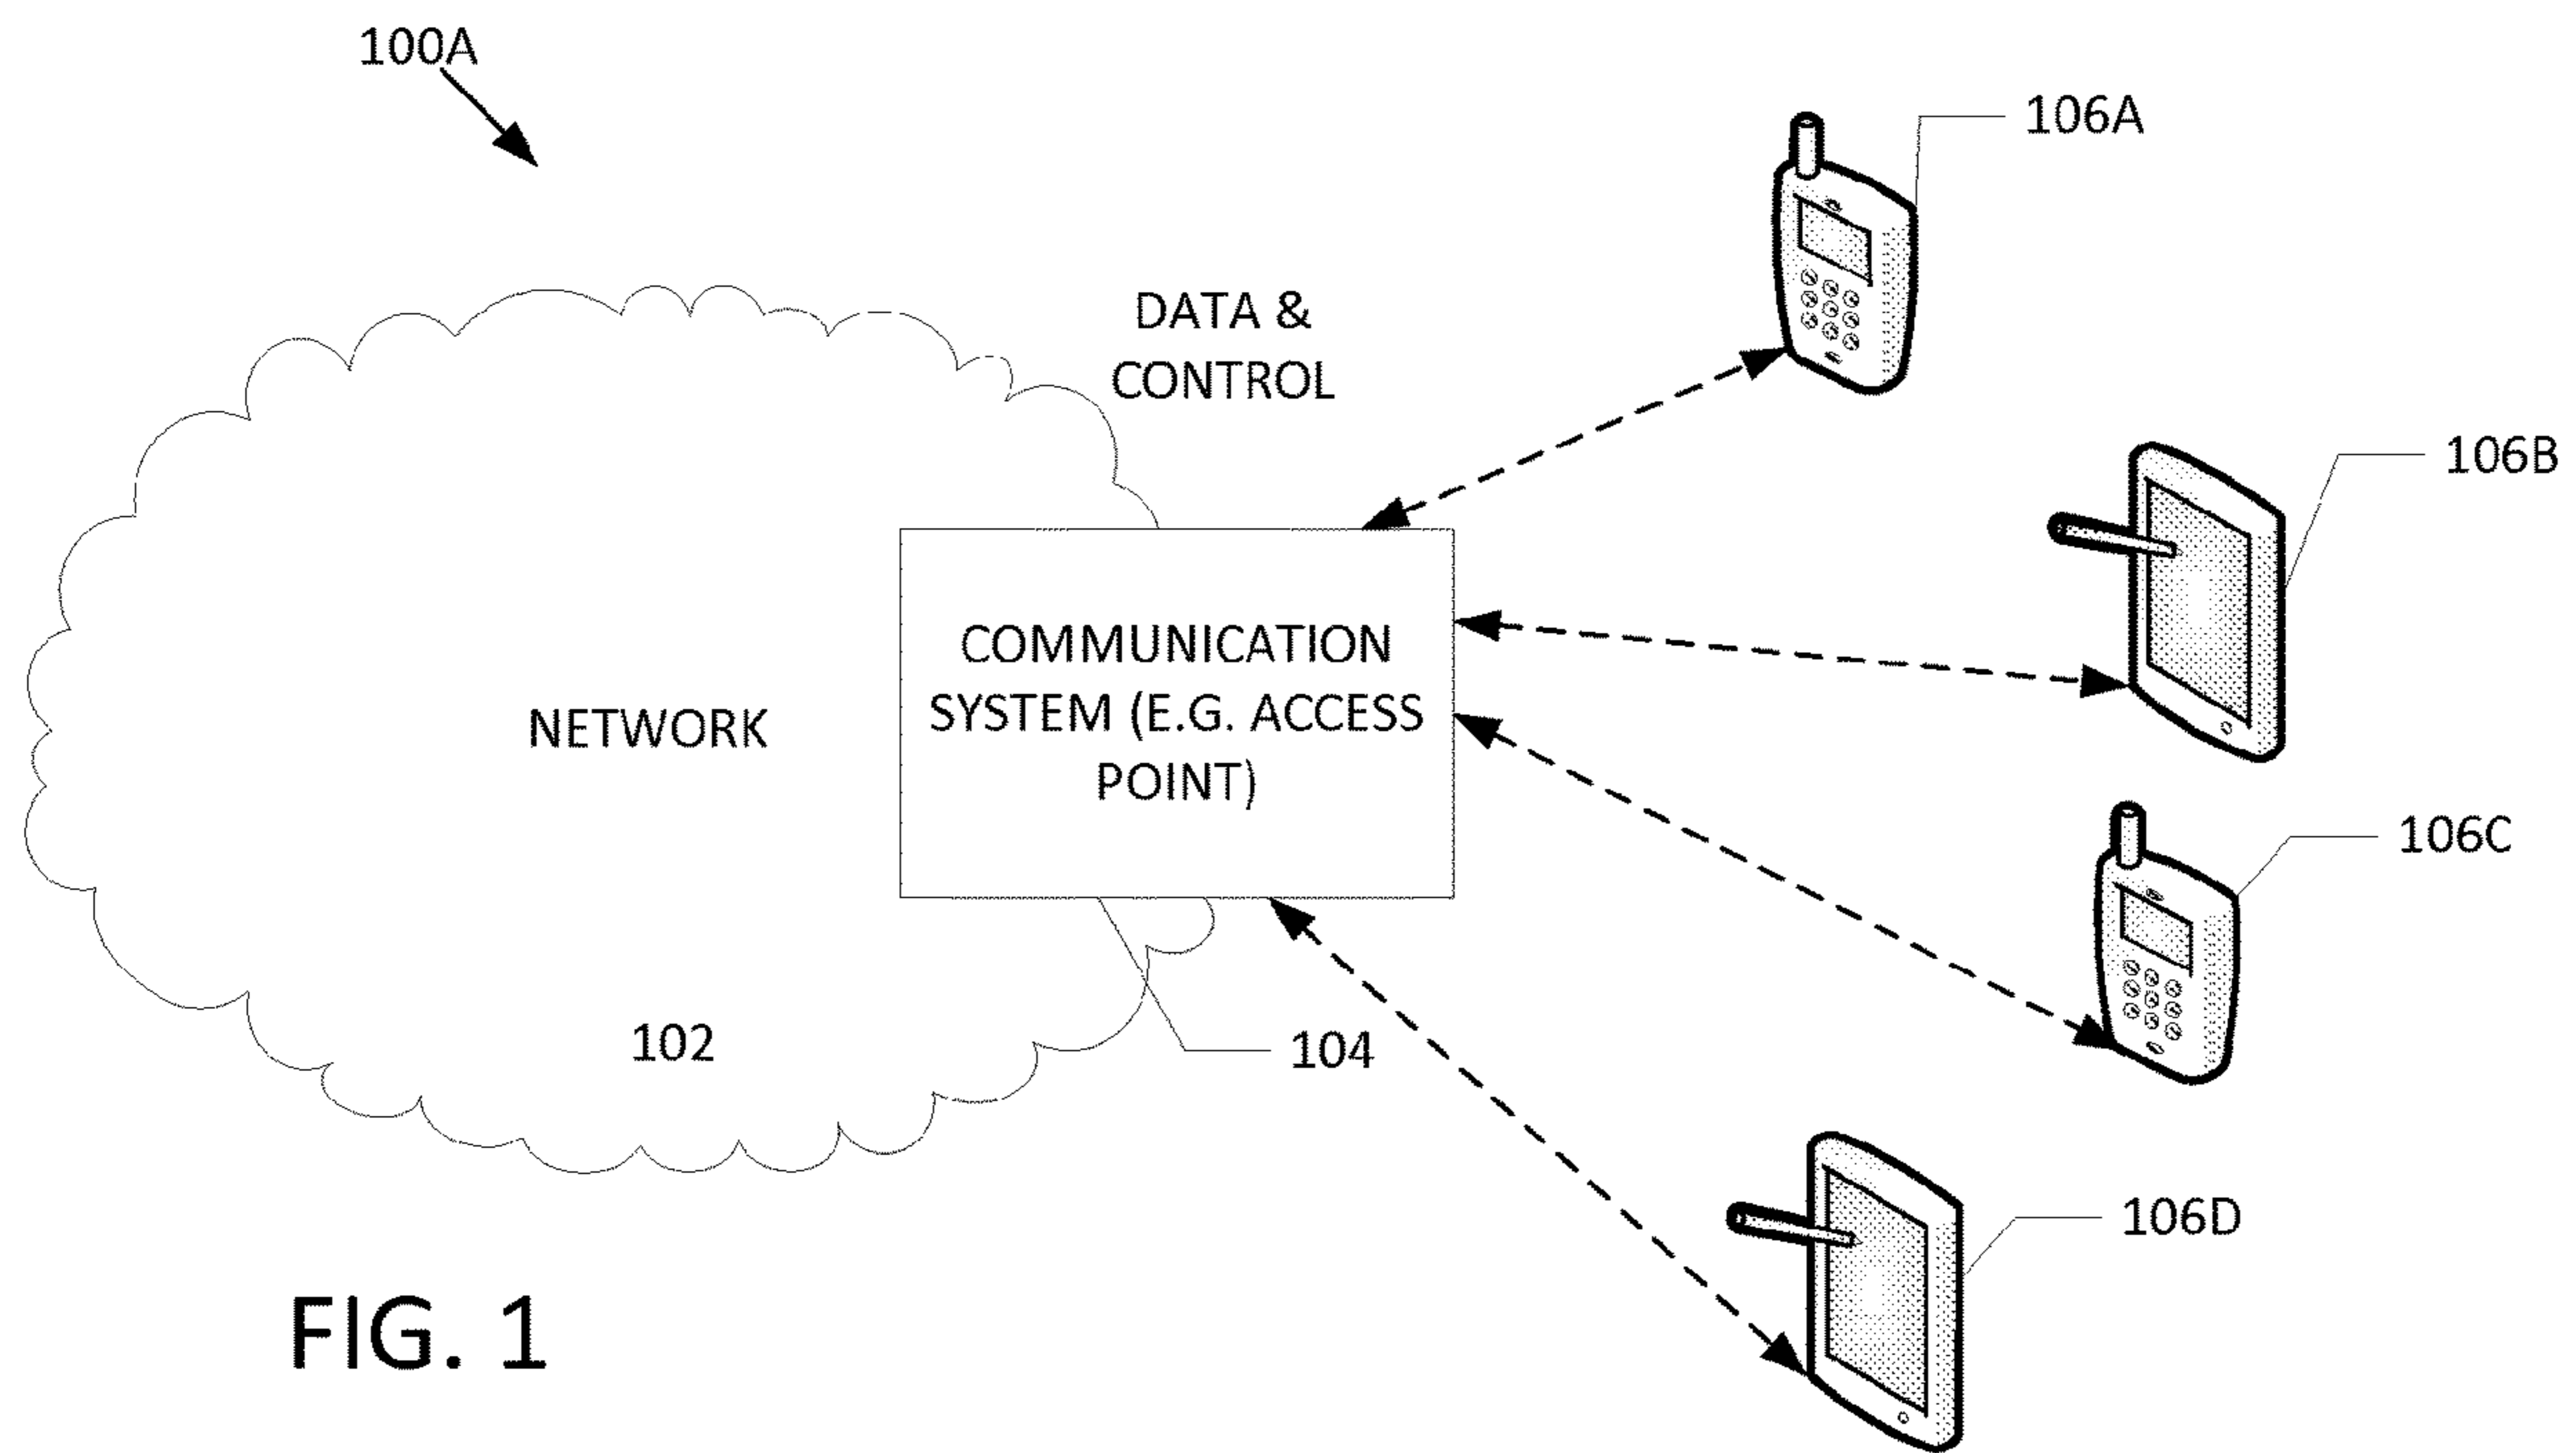 100A
106A
DATA &
CONTROL
106B
COMMUNICATION
SYSTEM (E.G. ACCESS
POINT)
NETWORK
106C
102
104
106D
FIG. 1